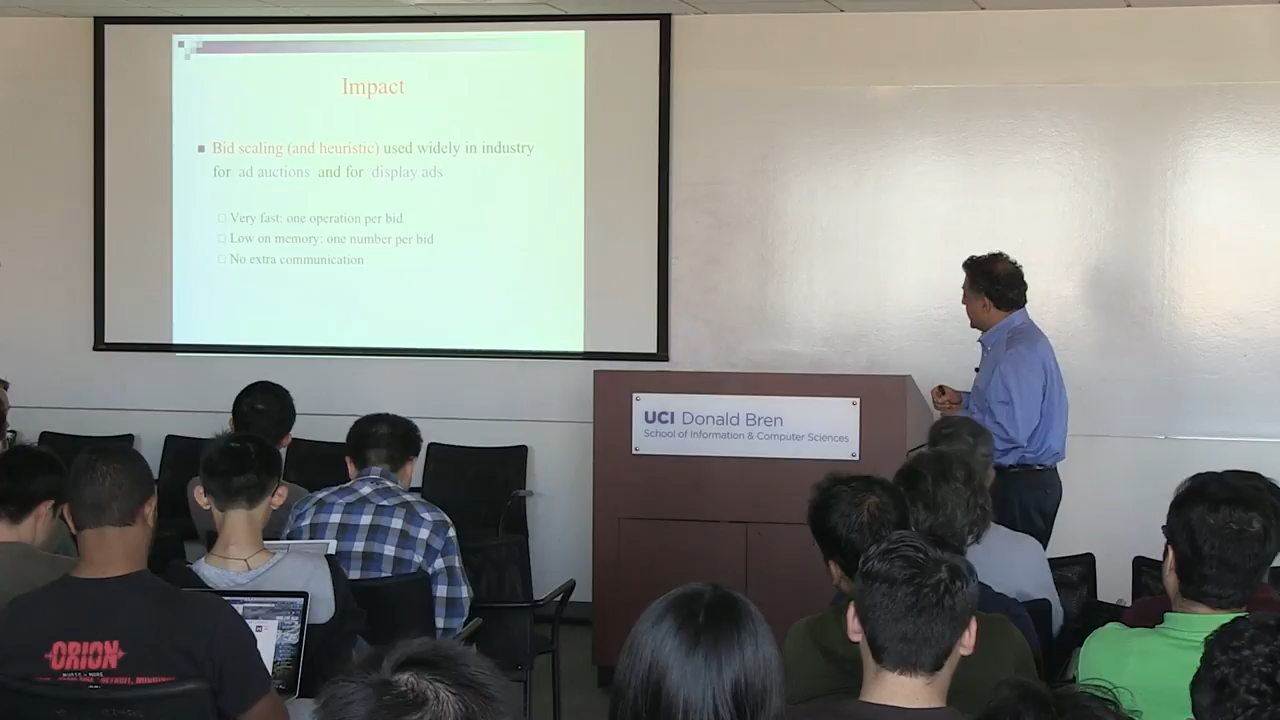 Impact
Bid scaling (and heuristic) used widely in industry
for ad auctions and for display ads
Very fast: one operation per bid
Low on memory: one number per bid
No extra communication
UCI Donald Bren
School of Information & Computer Sciences
ORION